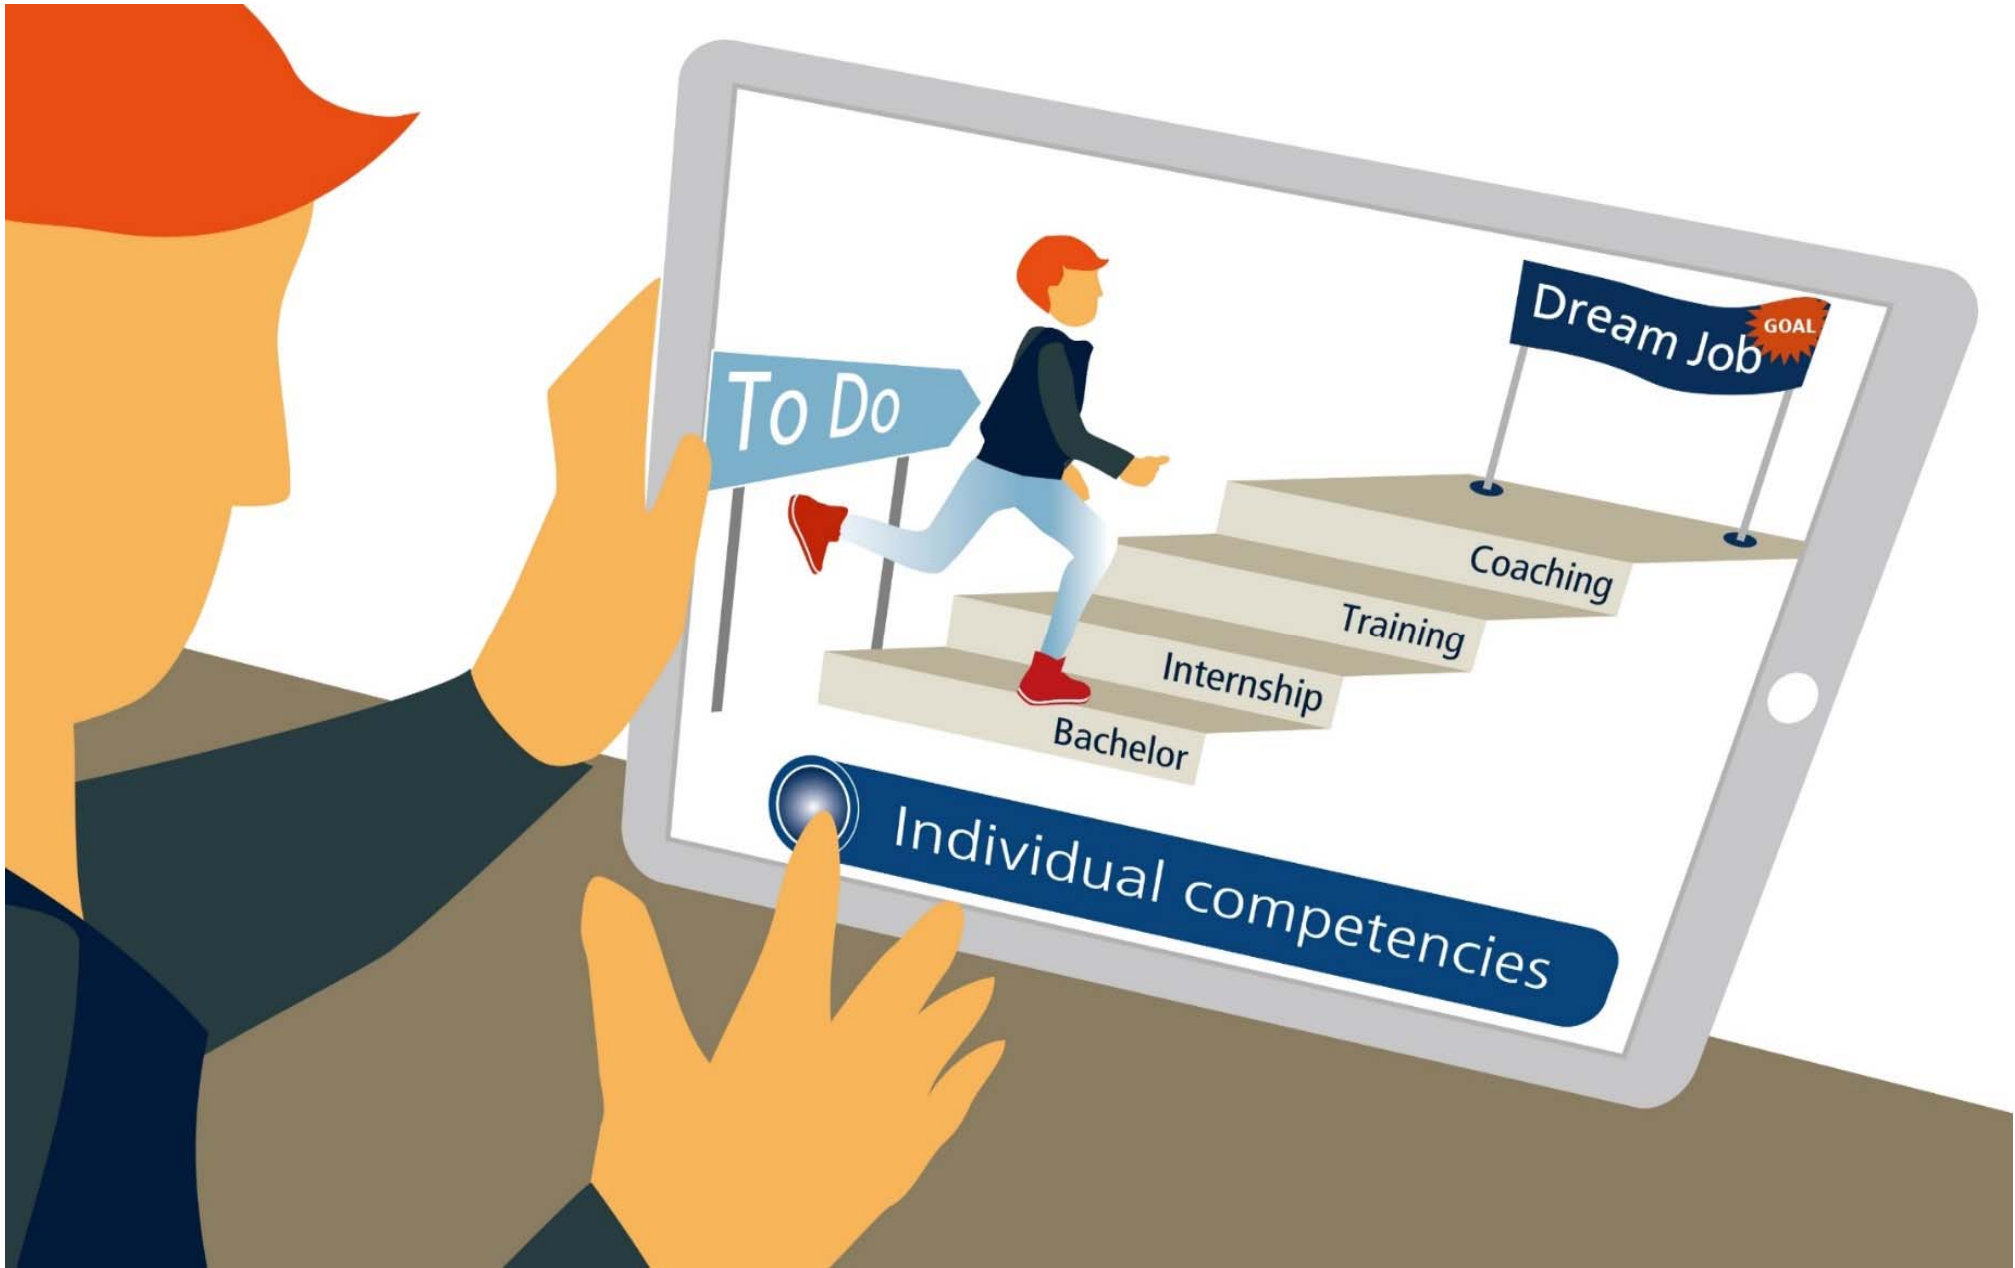 Dream Job
GOAL
To Do
Coaching
Training
Internship
Bachelor
Individual competencies